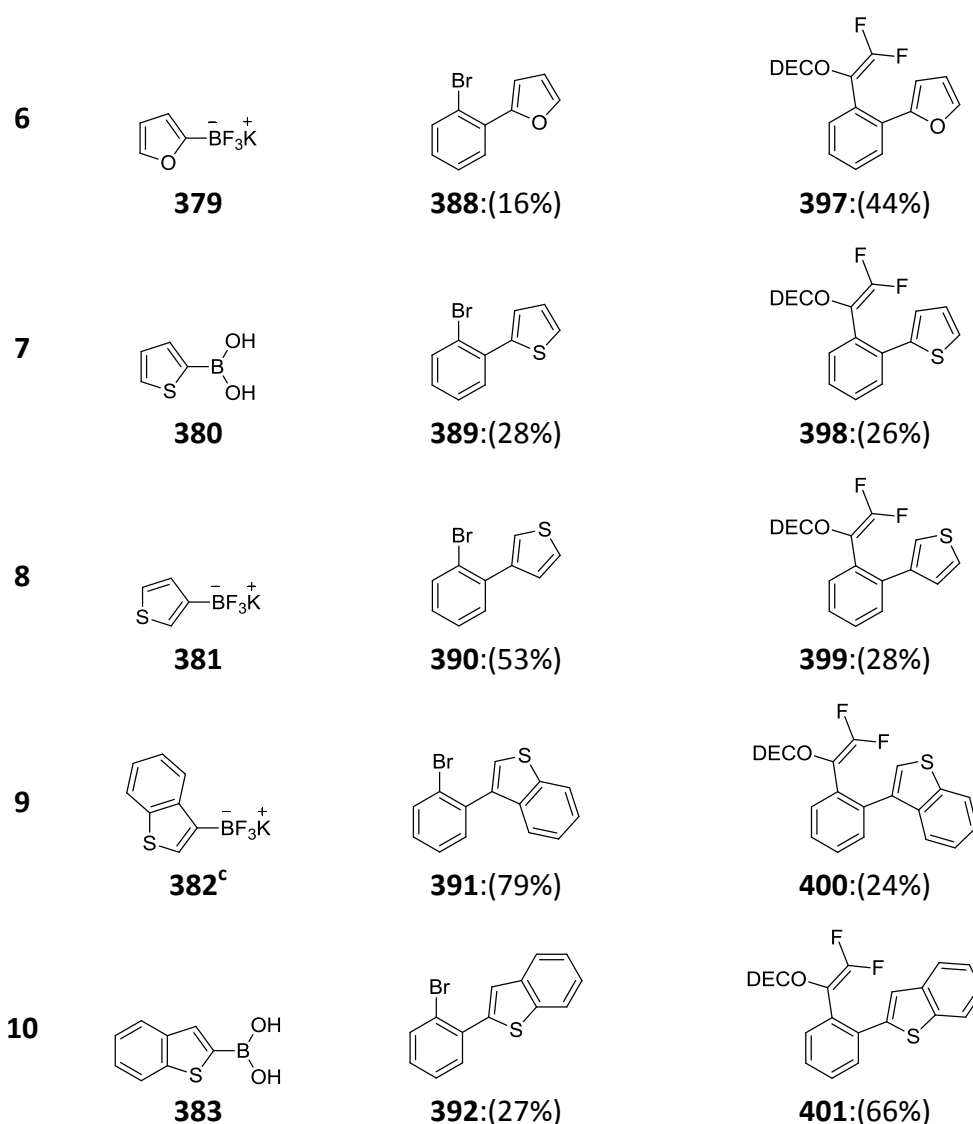 F
F
DECO
Br
6
O
BF₃K
− +
O
O
379 388:(16%) 397:(44%)
F
F
DECO
Br
OH
7
B
S
OH
S
S
380 389:(28%) 398:(26%)
F
F
S
DECO
Br
S
8
S
BF₃K
− +
381 390:(53%) 399:(28%)
F
F
DECO
S
Br
S
9
BF₃K
− +
S
382ᶜ 391:(79%) 400:(24%)
F
F
DECO
Br
OH
10
B
S
OH
S
S
383 392:(27%) 401:(66%)